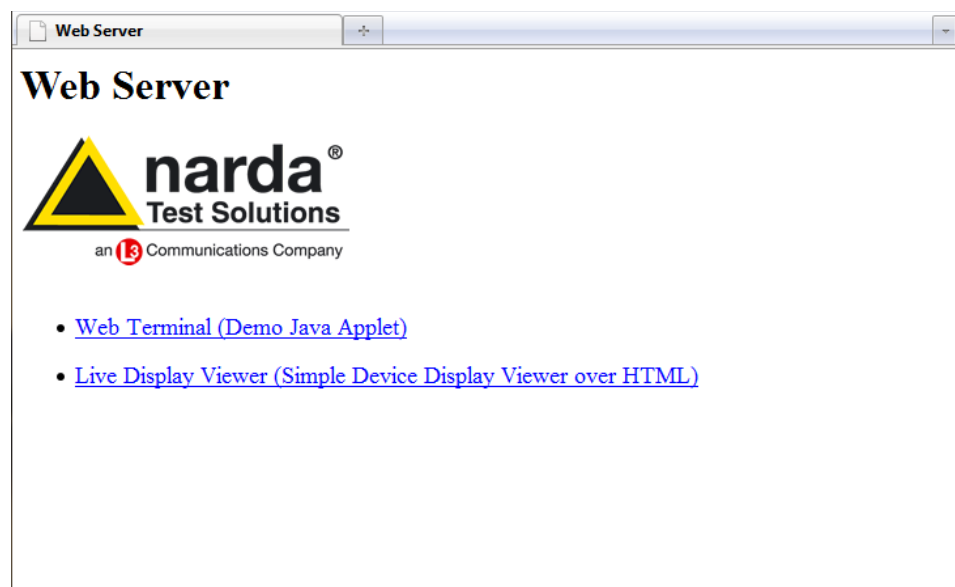 Web Server
Web Server
narda®
Test Solutions
an L3 Communications Company
• Web Terminal (Demo Java Applet)
• Live Display Viewer (Simple Device Display Viewer over HTML)